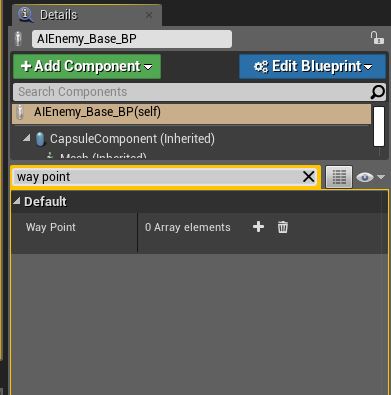 Details
AIEnemy_Base_BP
+ Add Component
Edit Blueprint
Search Components
AIEnemy_Base_BP(self)
CapsuleComponent (Inherited)
Mesh (Inherited)
way point
Default
Way Point 0 Array elements